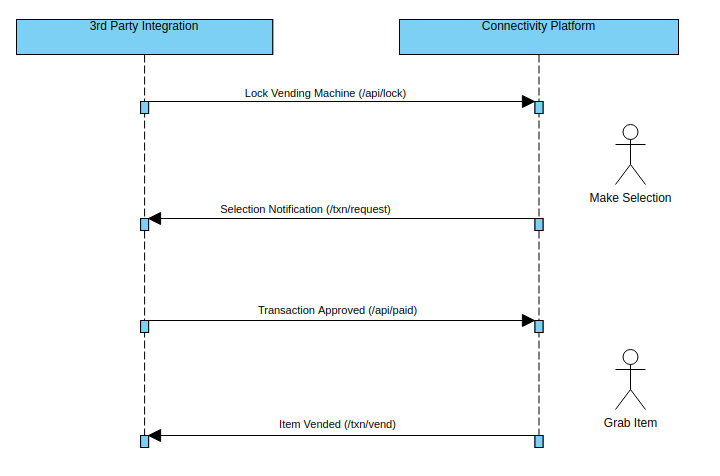 3rd Party Integration
Connectivity Platform
Lock Vending Machine (/api/lock)
Make Selection
Selection Notification (/txn/request)
Transaction Approved (/api/paid)
Grab Item
Item Vended (/txn/vend)